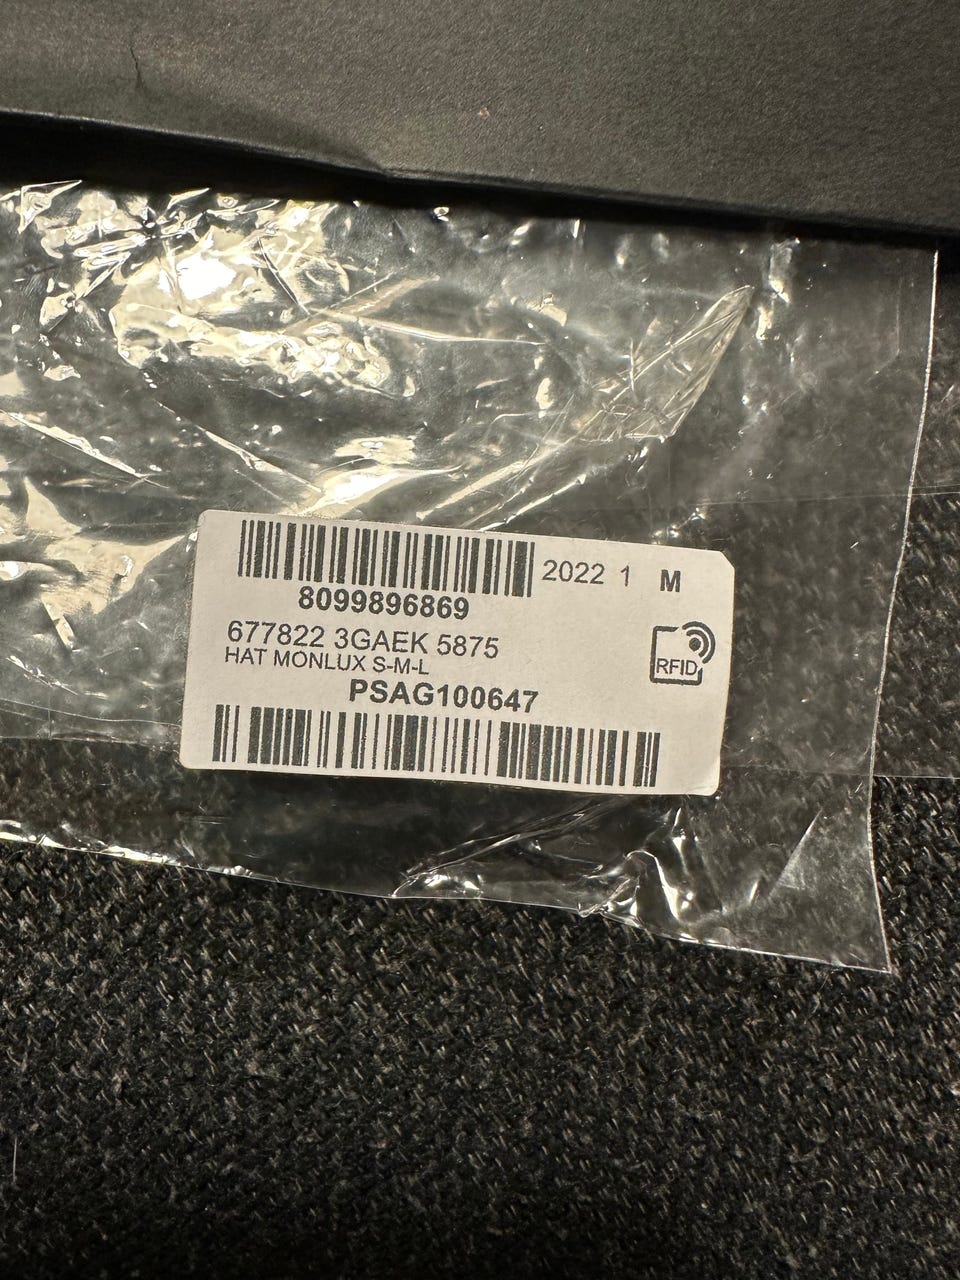 2022 1 M
8099896869
677822 3GAEK 5875
HAT MONLUX S-M-L
RFID
PSAG100647